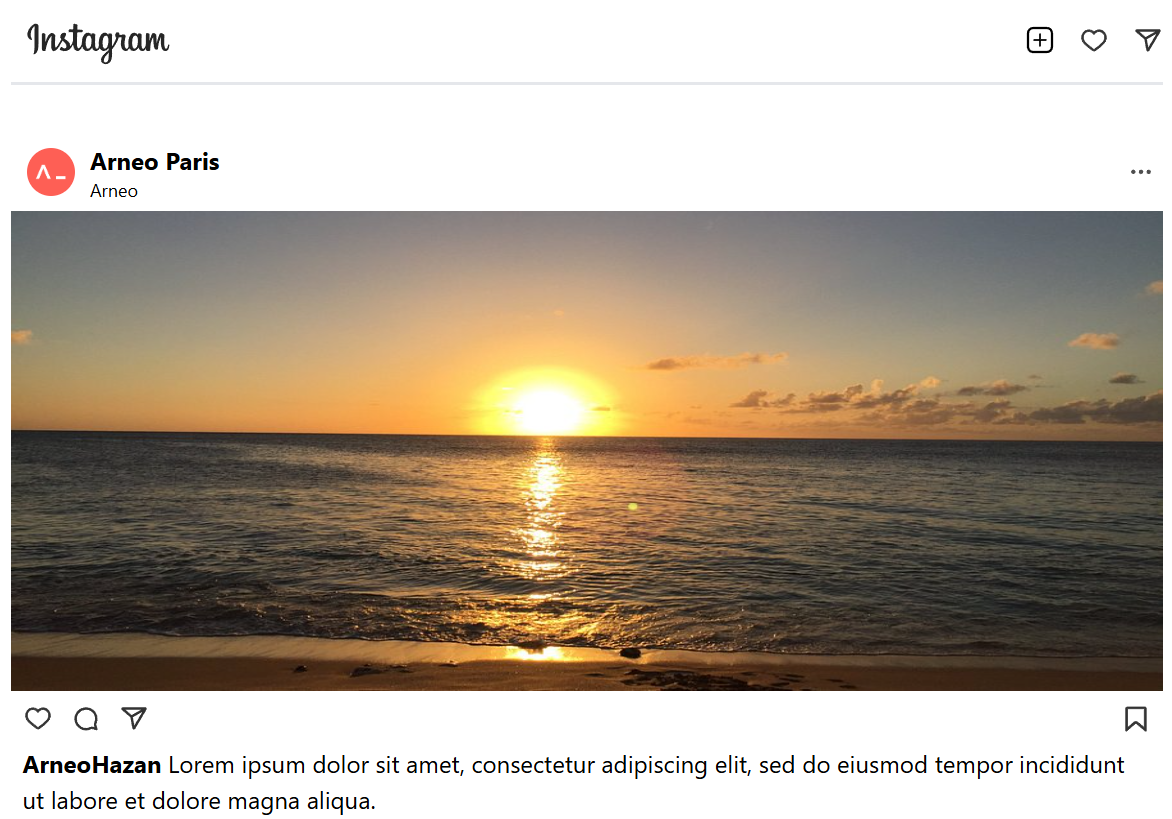 Instagram
Arneo Paris
Arneo
ArneoHazan Lorem ipsum dolor sit amet, consectetur adipiscing elit, sed do eiusmod tempor incididunt
ut labore et dolore magna aliqua.